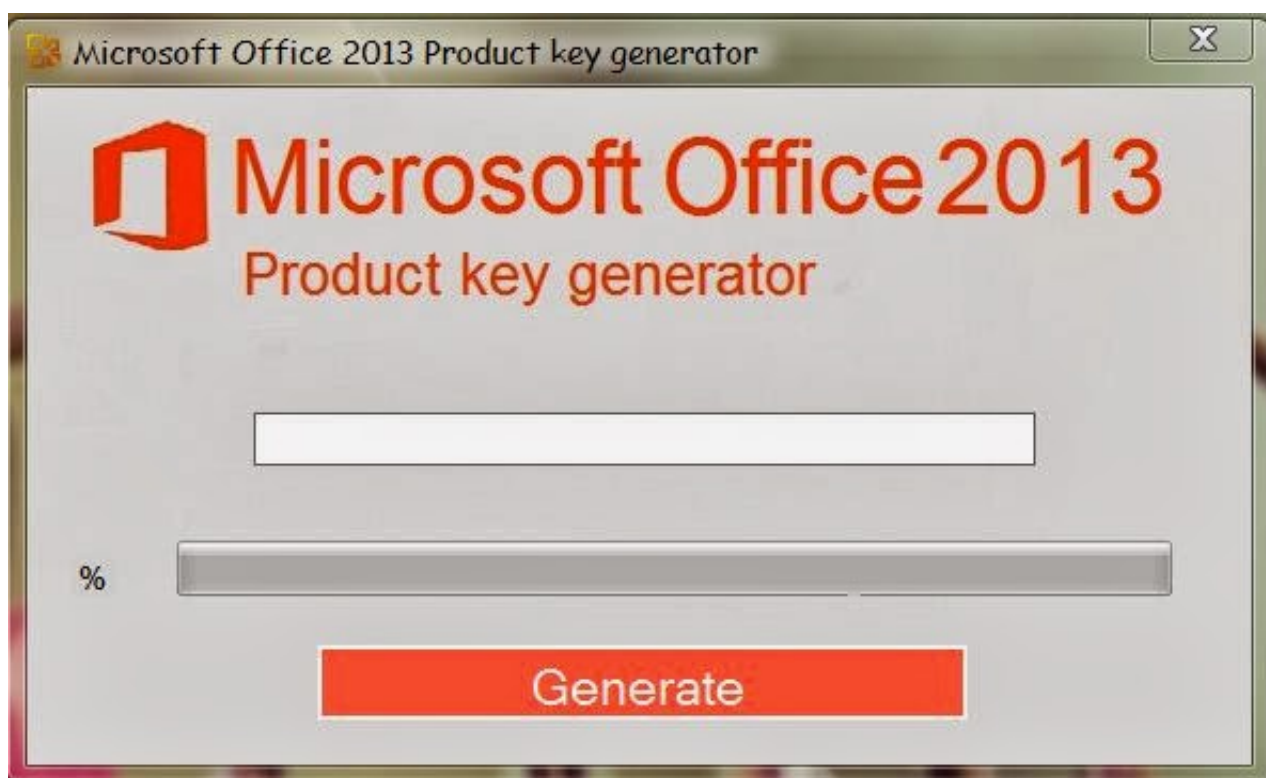 Microsoft Office 2013 Product key generator
Microsoft Office 2013
Product key generator
%
Generate